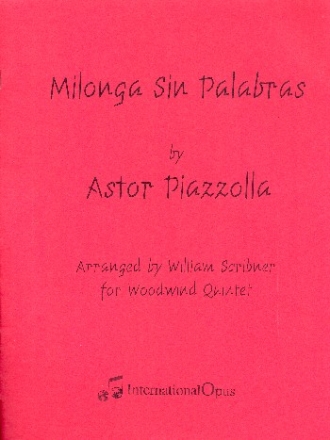 Milonga Sin Palabras
by
Astor Piazzolla
Arranged by William Scribner
for Woodwind Quintet
InternationalOpus